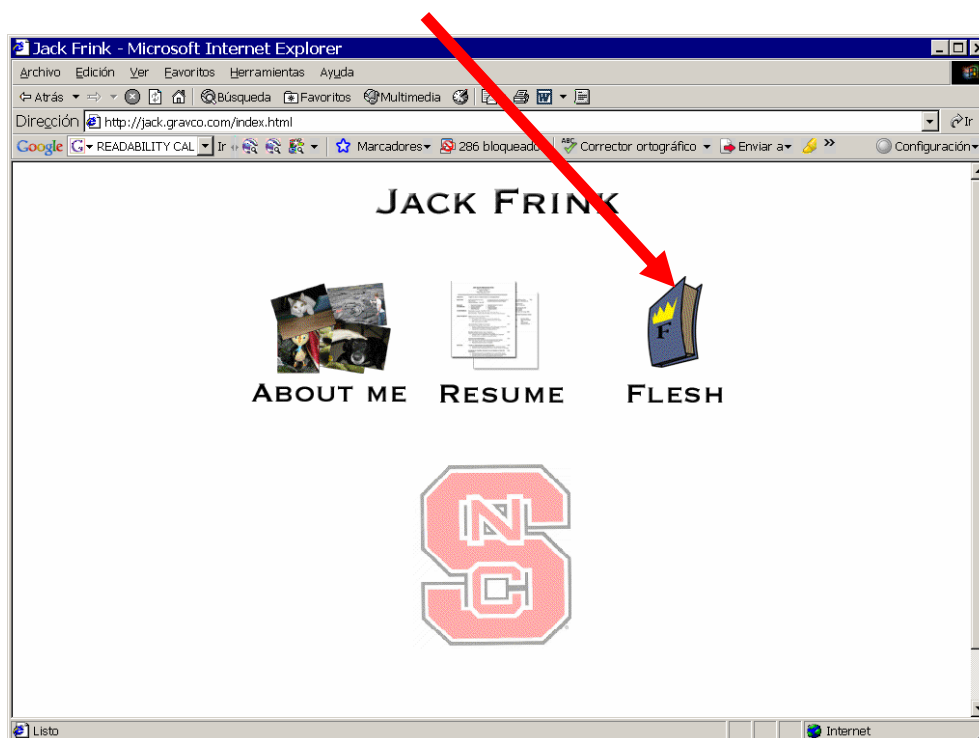 Jack Frink - Microsoft Internet Explorer
Archivo Edición Ver Favoritos Herramientas Ayuda
Atrás Búsqueda Favoritos Multimedia
Dirección http://jack.gravco.com/index.html Ir
Google READABILITY CAL Ir Marcadores 286 bloqueado Corrector ortográfico Enviar a Configuración
JACK FRINK
F
ABOUT ME RESUME FLESH
NCS
Listo Internet